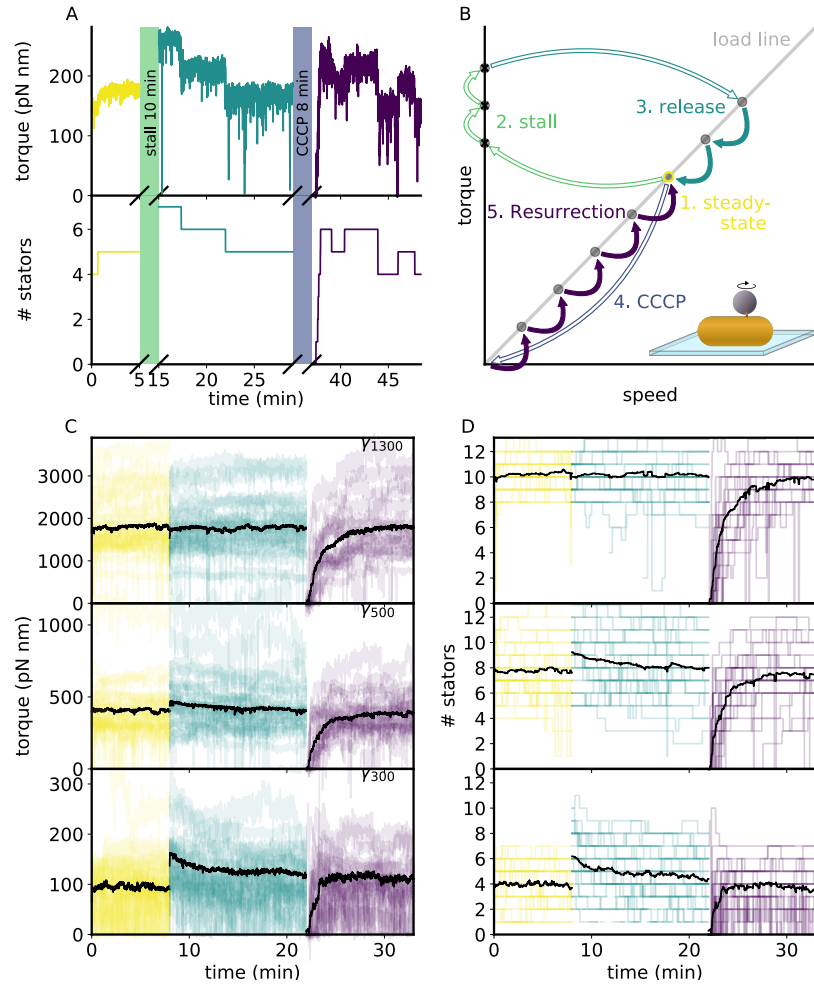 A
torque (pN nm)
200
100
0
stall 10 min
CCCP 8 min
# stators
6
4
2
0
0
5
15
20
25
35
40
45
time (min)
B
torque
load line
3. release
2. stall
1. steady-
state
5. Resurrection
4. CCCP
speed
C
γ1300
3000
2000
1000
0
γ500
1000
500
0
torque (pN nm)
γ300
300
200
100
0
0
10
20
30
time (min)
D
12
10
8
6
4
2
0
12
10
8
6
4
2
0
# stators
12
10
8
6
4
2
0
0
10
20
30
time (min)